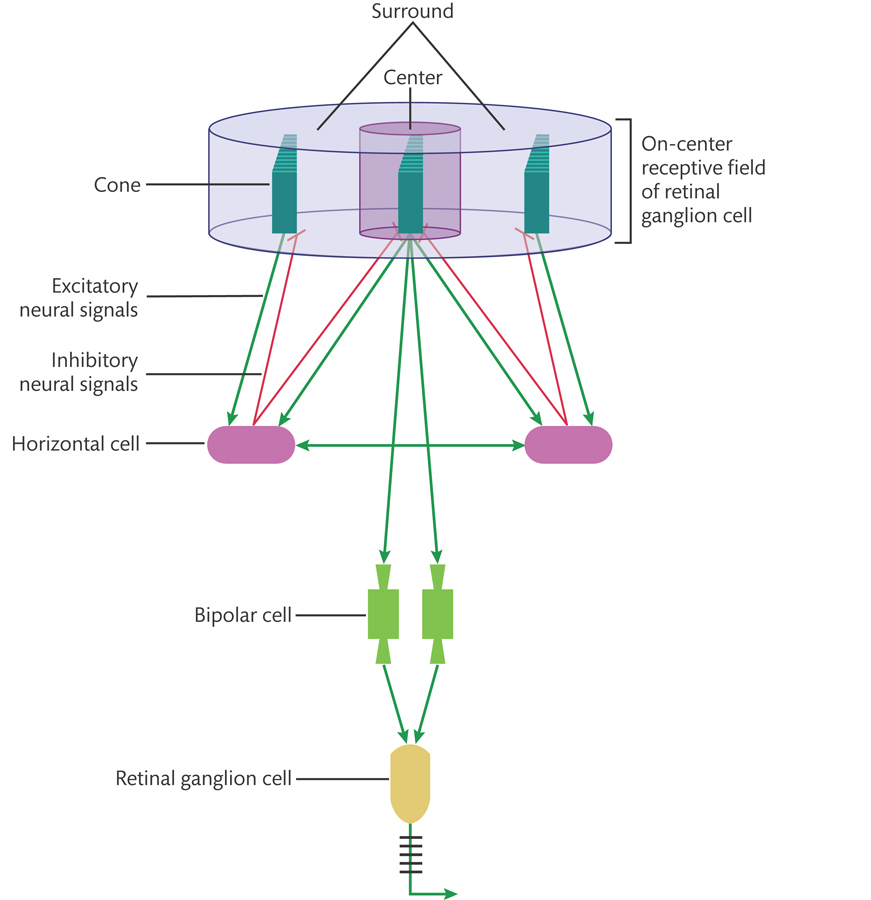 Surround
Center
Cone
On-center
receptive field
of retinal
ganglion cell
Excitatory
neural signals
Inhibitory
neural signals
Horizontal cell
Bipolar cell
Retinal ganglion cell